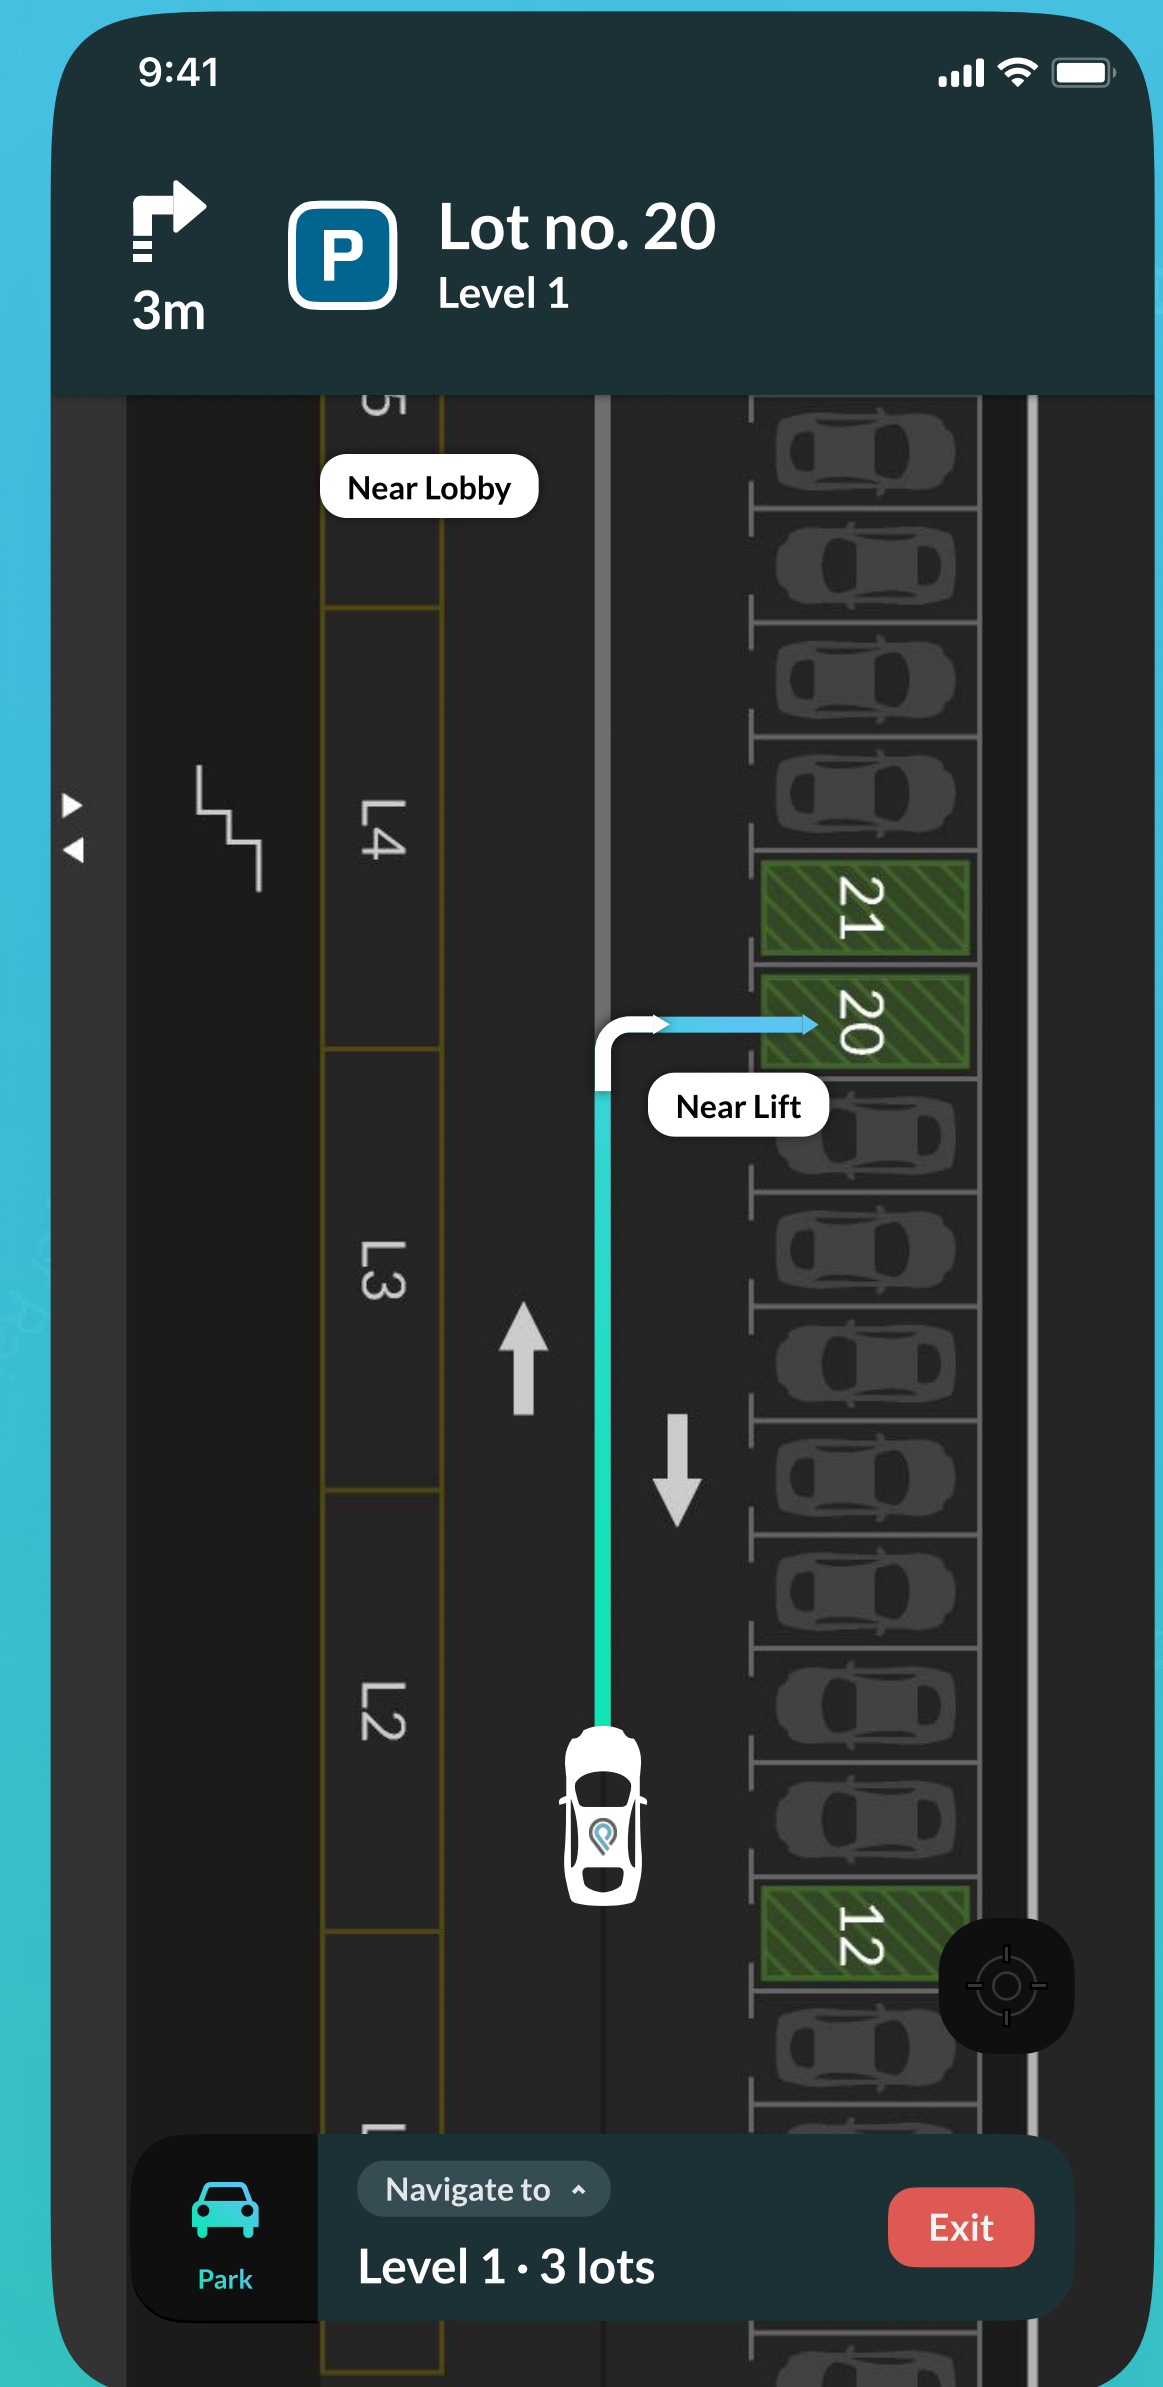 9:41
P
Lot no. 20
Level 1
3m
5
Near Lobby
L4
21
20
Near Lift
L3
L2
12
Navigate to
Level 1 · 3 lots
Exit
Park